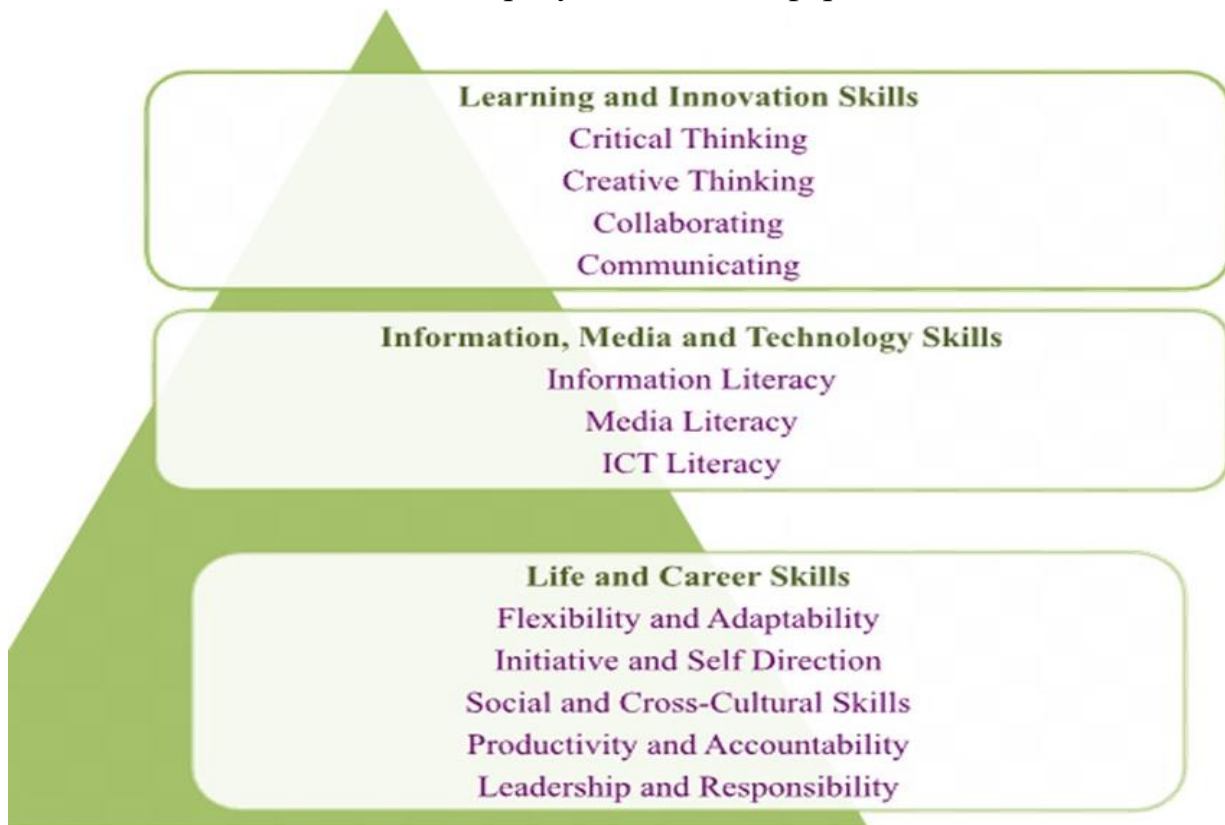 Learning and Innovation Skills
Critical Thinking
Creative Thinking
Collaborating
Communicating
Information, Media and Technology Skills
Information Literacy
Media Literacy
ICT Literacy
Life and Career Skills
Flexibility and Adaptability
Initiative and Self Direction
Social and Cross-Cultural Skills
Productivity and Accountability
Leadership and Responsibility